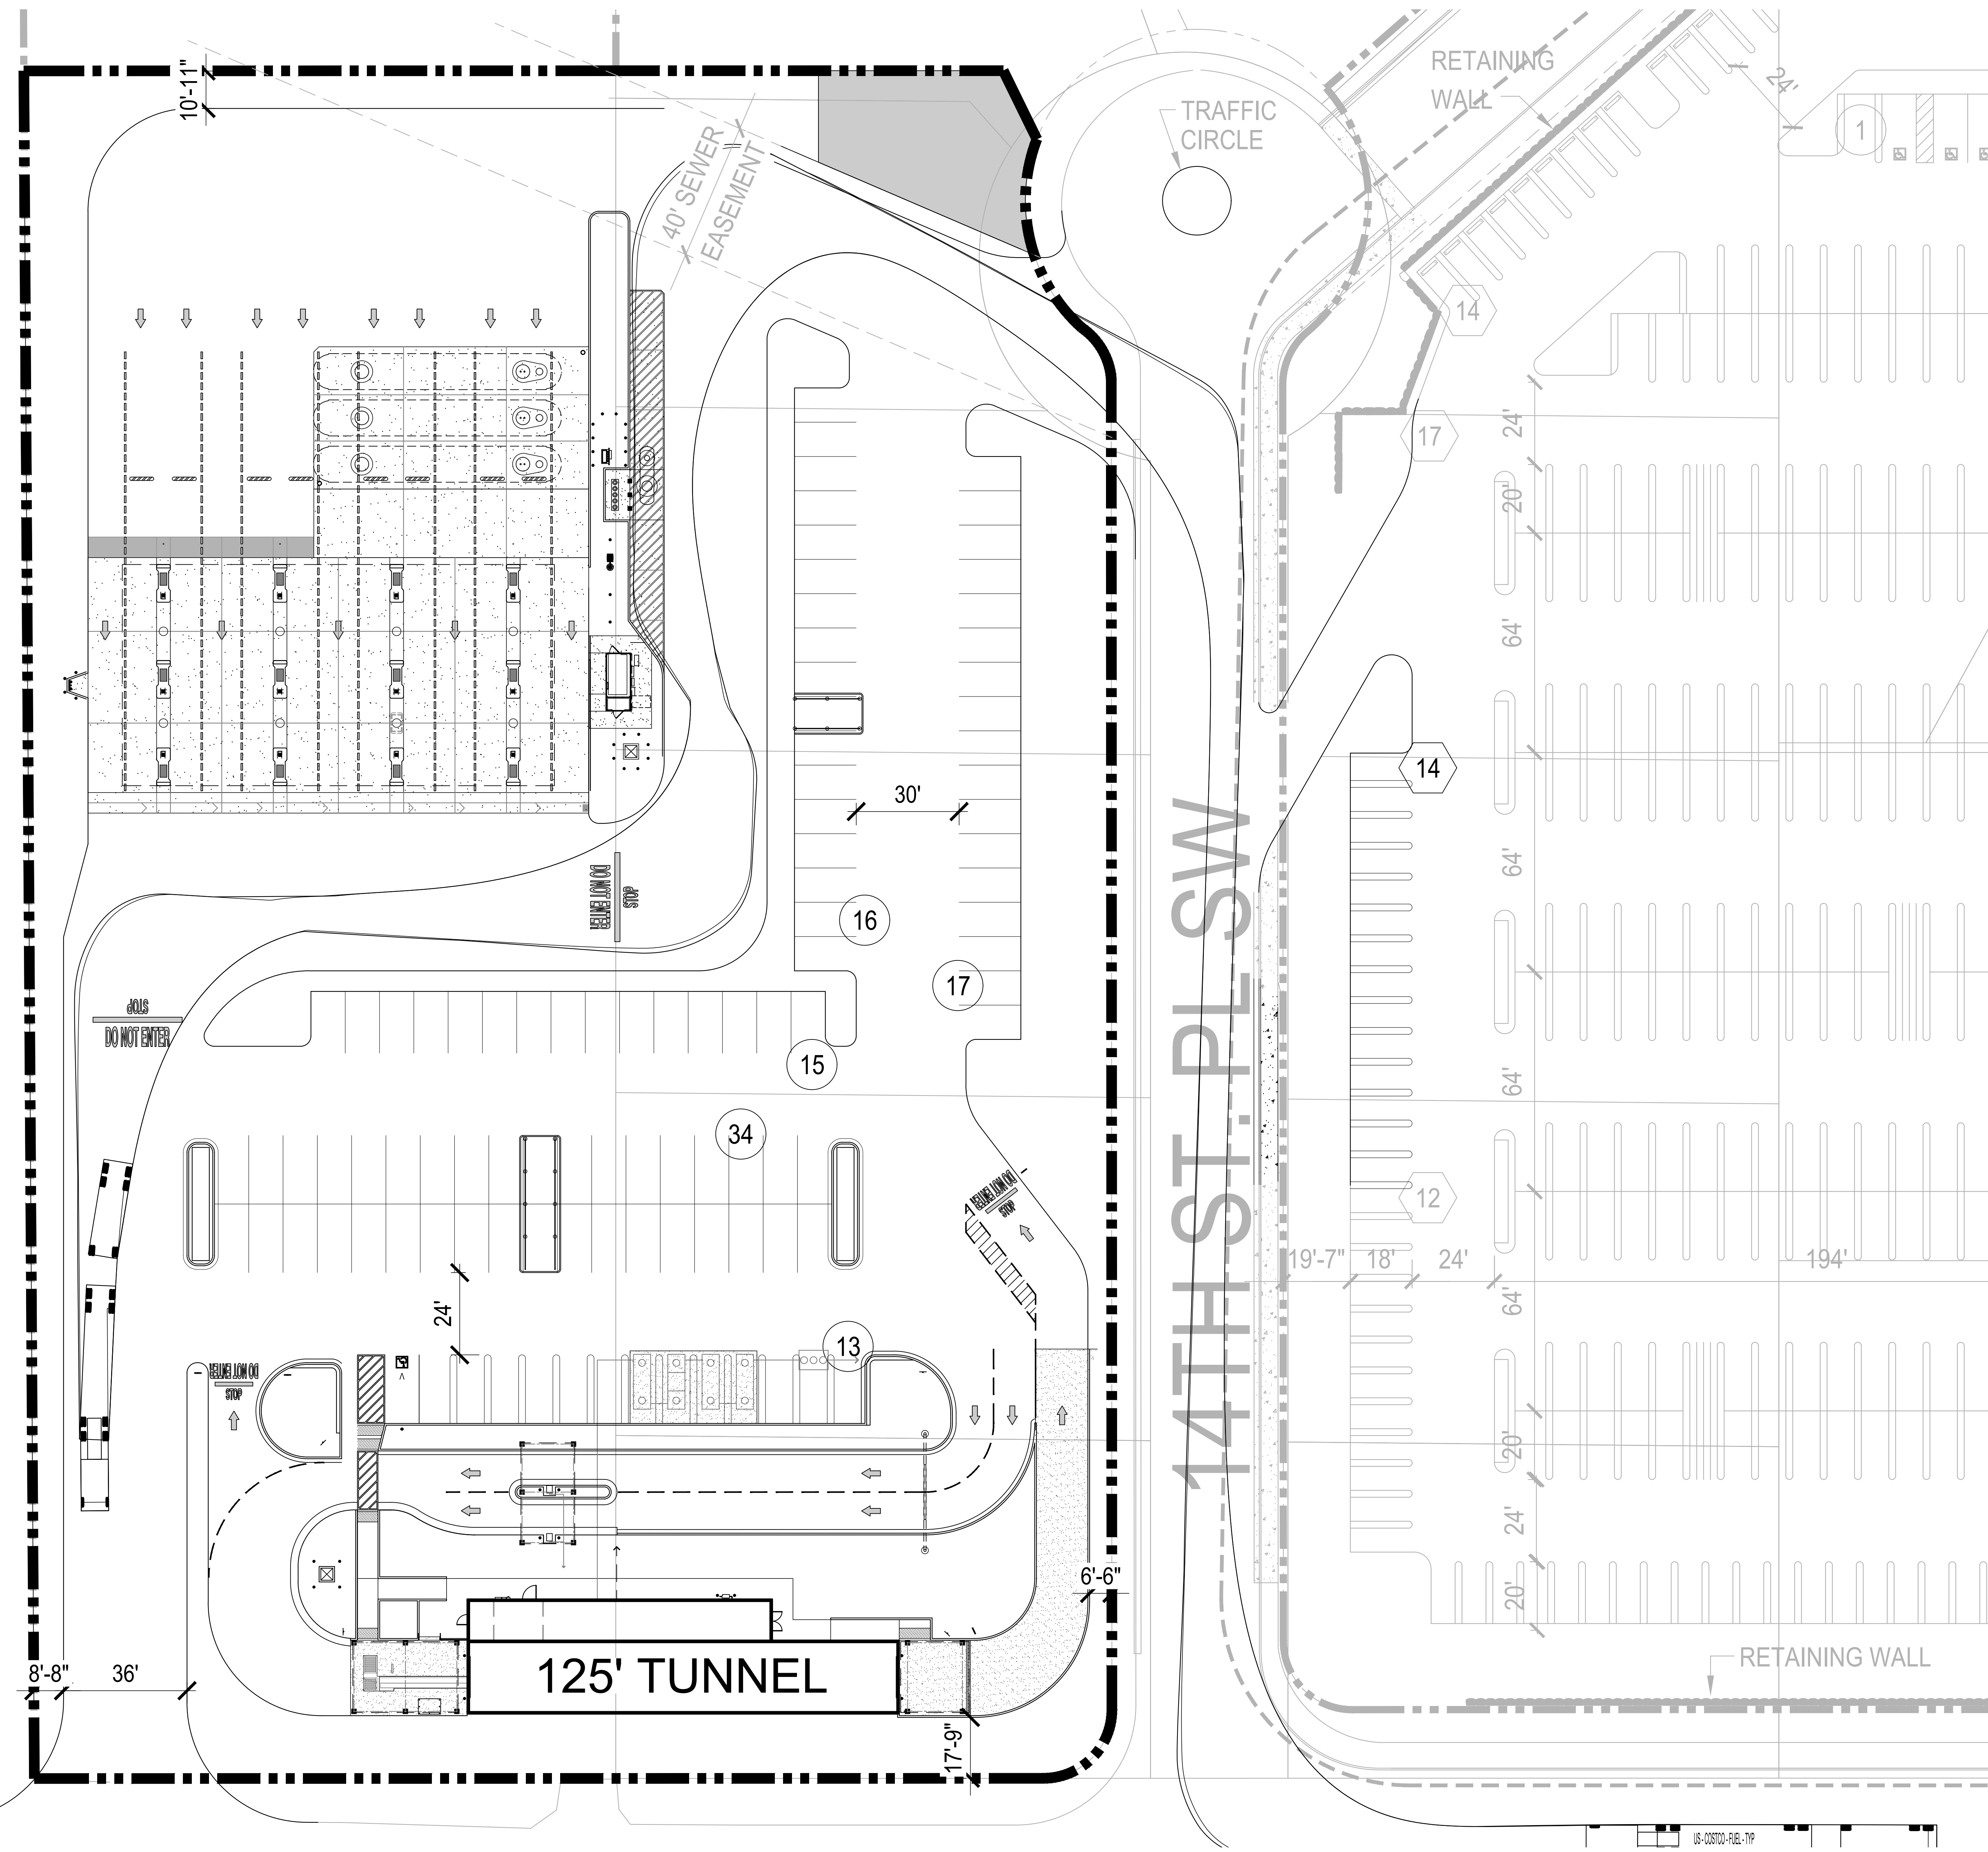 10'-11"
RETAINING
WALL
24'
TRAFFIC
CIRCLE
1
40' SEWER
EASEMENT
14
24'
17
20'
64'
14
30'
64'
DO NOT ENTER
STOP
16
17
STOP
DO NOT ENTER
15
64'
34
14TH ST. PL SW
DO NOT ENTER
STOP
12
19'-7"
18'
24'
194'
64'
24'
13
DO NOT ENTER
STOP
20'
24'
6'-6"
20'
RETAINING WALL
8'-8"
36'
125' TUNNEL
17'-9"
US - COSTCO - FUEL - TYP